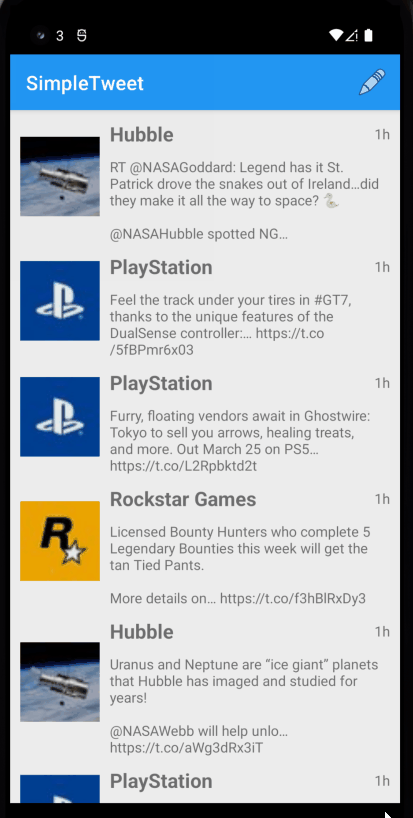 3
SimpleTweet
Hubble 1h
RT @NASAGoddard: Legend has it St.
Patrick drove the snakes out of Ireland…did
they make it all the way to space? 🐍
@NASAHubble spotted NG…
PlayStation 1h
Feel the track under your tires in #GT7,
thanks to the unique features of the
DualSense controller:… https://t.co
/5fBPmr6x03
PlayStation 1h
Furry, floating vendors await in Ghostwire:
Tokyo to sell you arrows, healing treats,
and more. Out March 25 on PS5…
https://t.co/L2Rpbktd2t
Rockstar Games 1h
R
Licensed Bounty Hunters who complete 5
Legendary Bounties this week will get the
tan Tied Pants.
More details on… https://t.co/f3hBlRxDy3
Hubble 1h
Uranus and Neptune are “ice giant” planets
that Hubble has imaged and studied for
years!
@NASAWebb will help unlo…
https://t.co/aWg3dRx3iT
PlayStation 1h